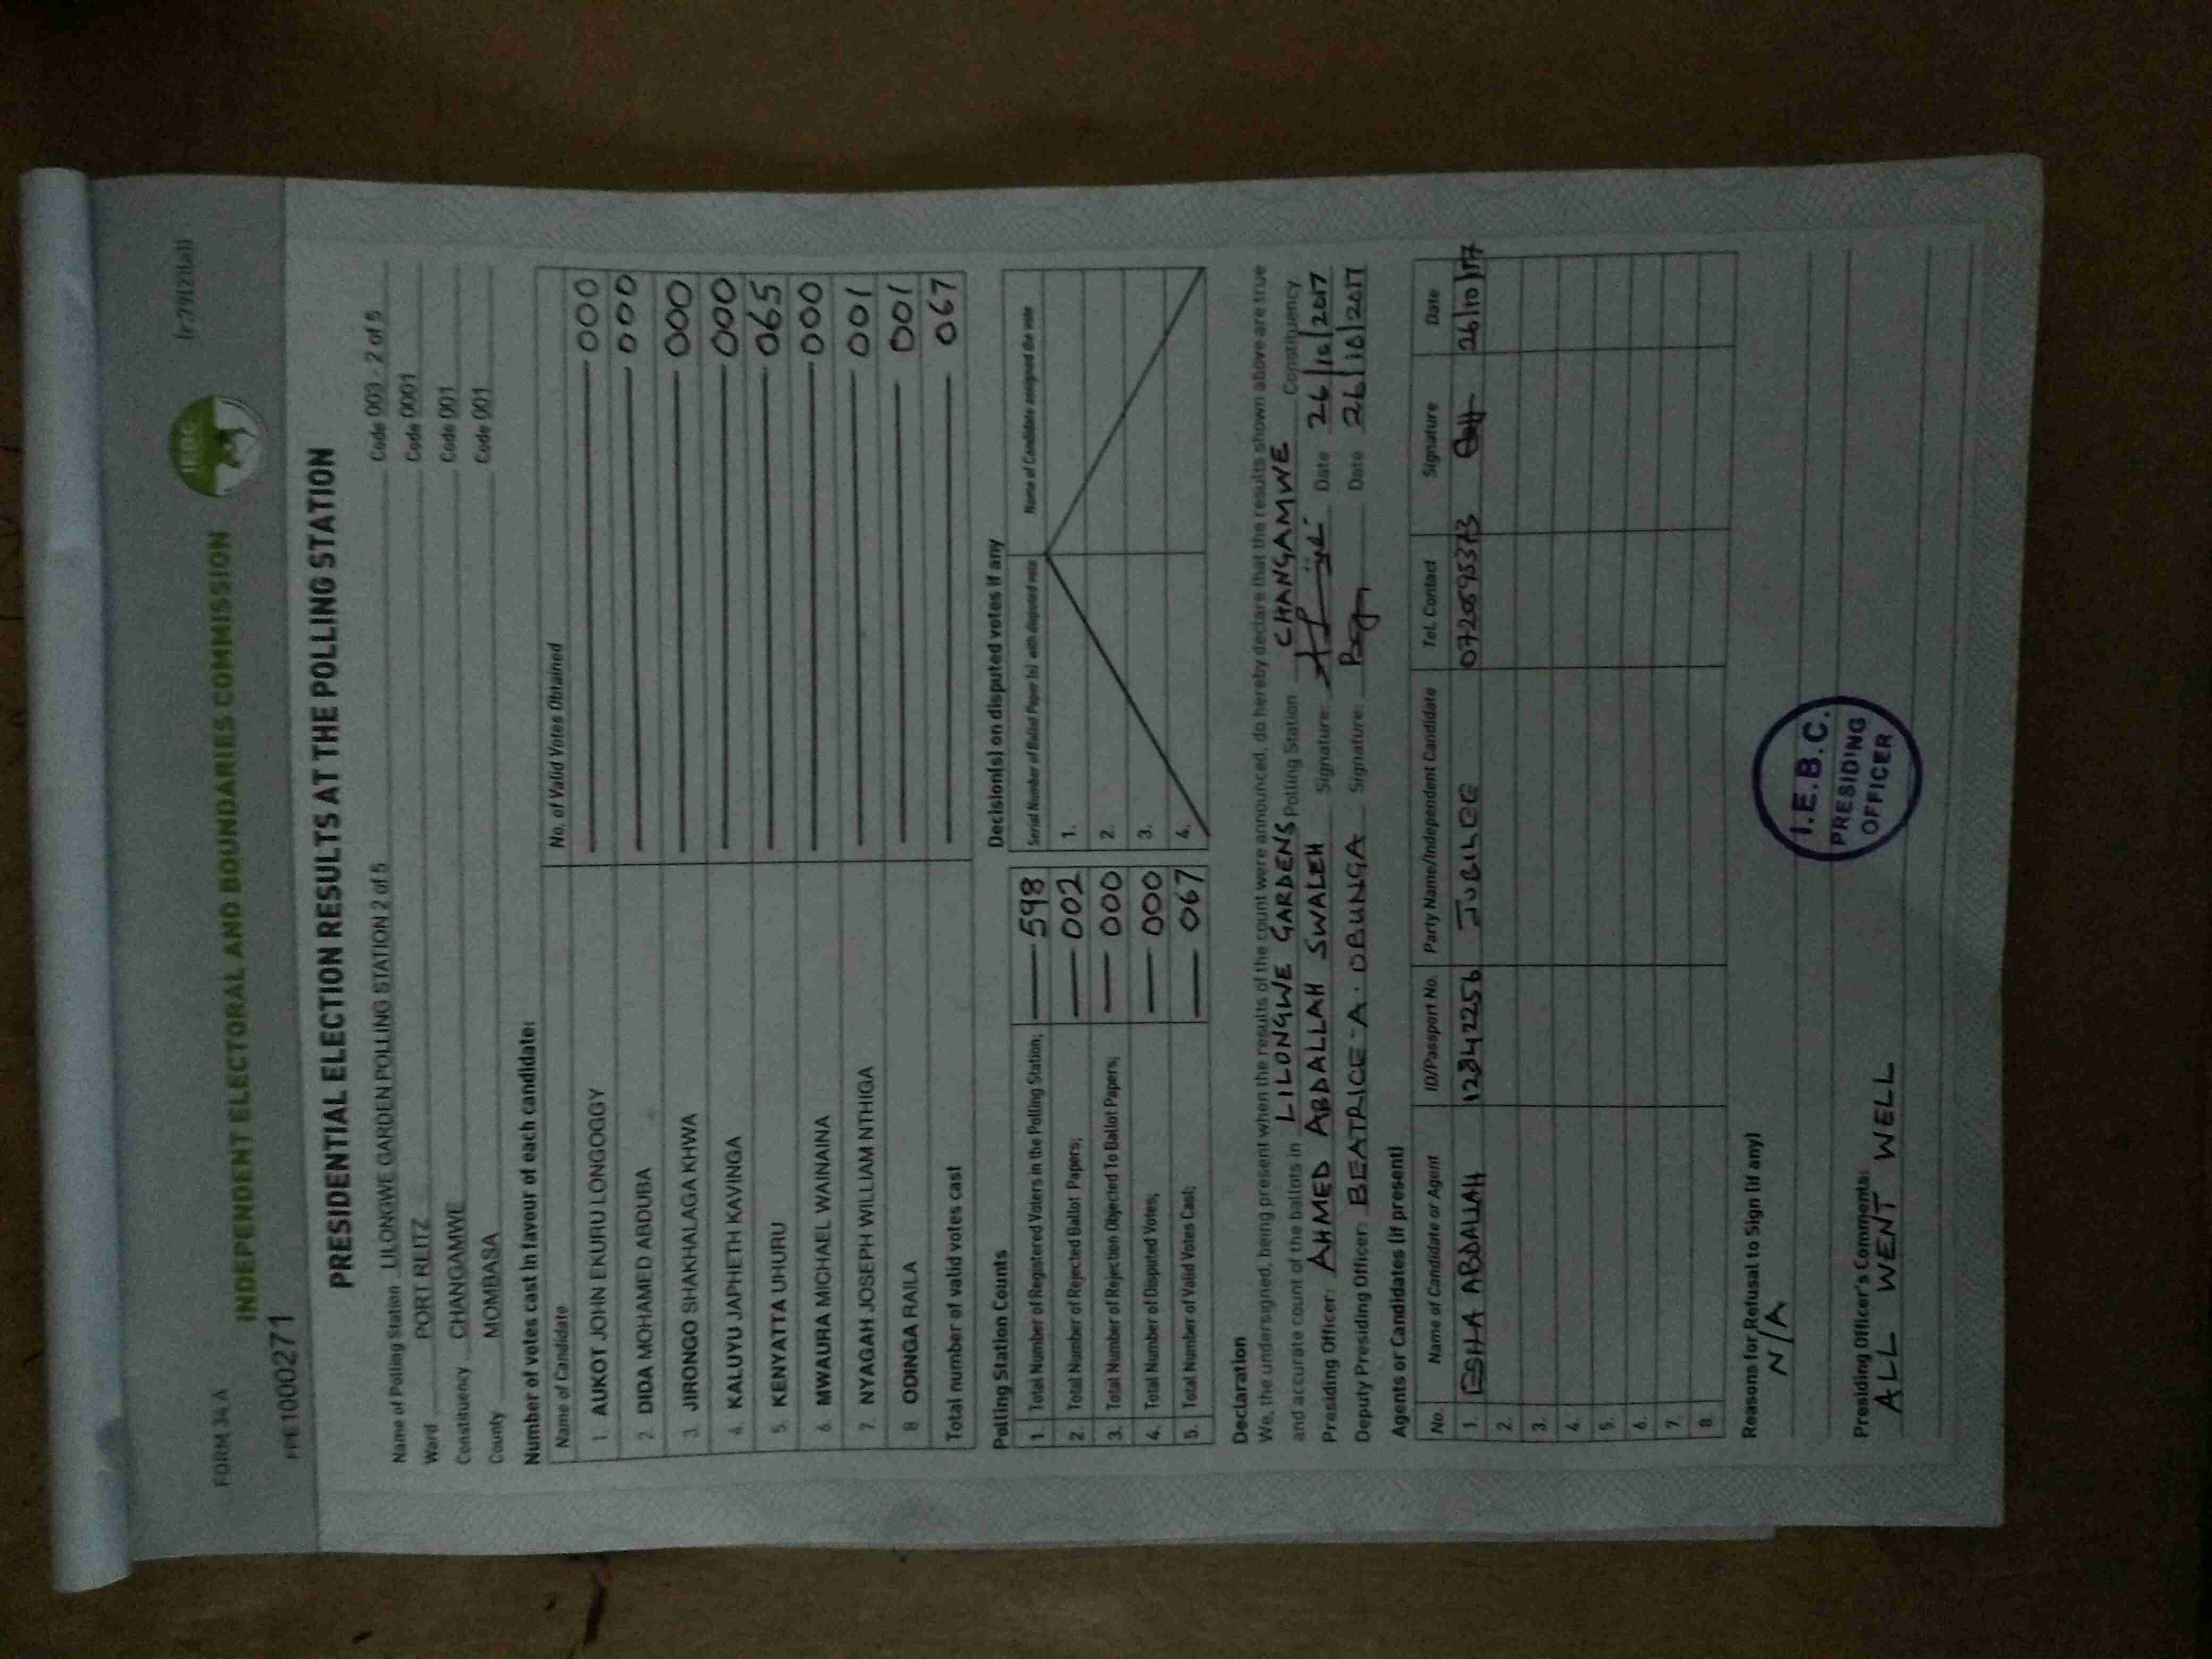 FORM 34 A
(r.79(2)(a))
INDEPENDENT ELECTORAL AND BOUNDARIES COMMISSION
IEBC
PPE1000271
PRESIDENTIAL ELECTION RESULTS AT THE POLLING STATION
Name of Polling Station LILONGWE GARDEN POLLING STATION 2 of 5 Code 003 - 2 of 5
Ward PORT REITZ Code 0001
Constituency CHANGAMWE Code 001
County MOMBASA Code 001
Number of votes cast in favour of each candidate:
Name of Candidate No. of Valid Votes Obtained
1. AUKOT JOHN EKURU LONGOGGY 000
2. DIDA MOHAMED ABDUBA 000
3. JIRONGO SHAKHALAGA KHWA 000
4. KALUYU JAPHETH KAVINGA 000
5. KENYATTA UHURU 065
6. MWAURA MICHAEL WAINAINA 000
7. NYAGAH JOSEPH WILLIAM NTHIGA 001
8 ODINGA RAILA 001
Total number of valid votes cast 067
Polling Station Counts
1. Total Number of Registered Voters in the Polling Station; 598
2. Total Number of Rejected Ballot Papers; 002
3. Total Number of Rejection Objected To Ballot Papers; 000
4. Total Number of Disputed Votes; 000
5. Total Number of Valid Votes Cast; 067
Decision(s) on disputed votes if any
Serial Number of Ballot Paper (s) with disputed vote Name of Candidate assigned the vote
1.
2.
3.
4.
Declaration
We, the undersigned, being present when the results of the count were announced, do hereby declare that the results shown above are true
and accurate count of the ballots in LILONGWE GARDENS Polling Station CHANGAMWE Constituency
Presiding Officer: AHMED ABDALLAH SWALEH Signature: Date 26/10/2017
Deputy Presiding Officer: BEATRICE A. OBUNGA Signature: Date 26/10/2017
Agents or Candidates (if present)
No. Name of Candidate or Agent ID/Passport No. Party Name/Independent Candidate Tel. Contact Signature Date
1. ESHA ABDALLAH 12842256 JUBILEE 0720595373 26/10/17
2.
3.
4.
5.
6.
7.
8.
Reasons for Refusal to Sign (if any)
N/A
Presiding Officer's Comments:
ALL WENT WELL
I.E.B.C.
PRESIDING
OFFICER